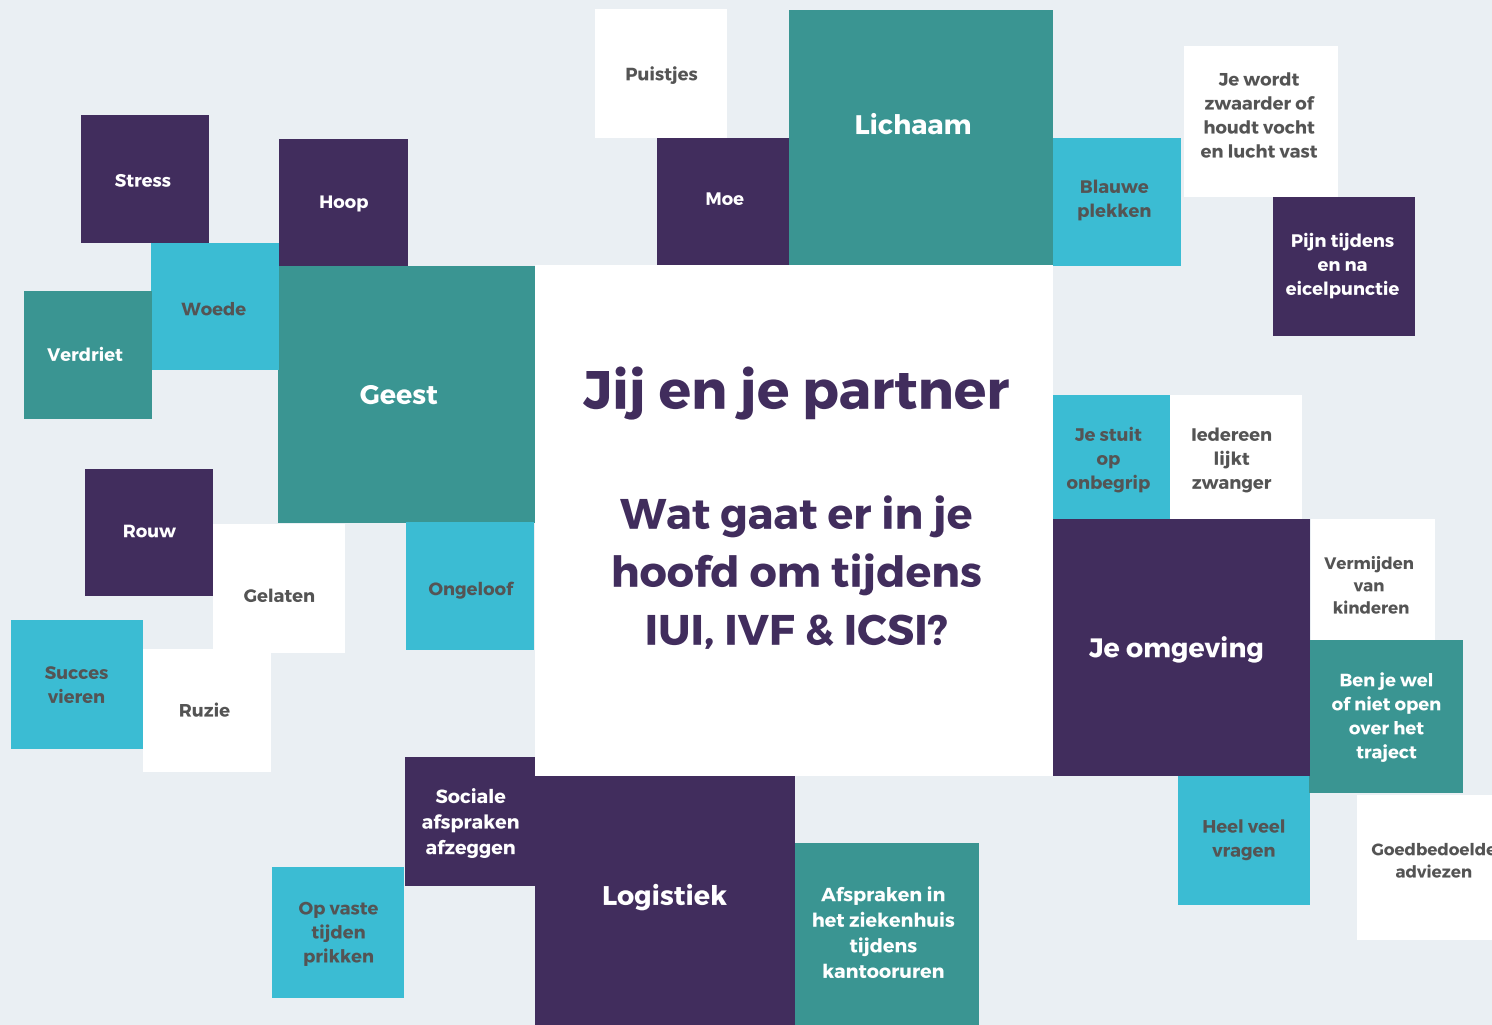 Puistjes
Lichaam
Je wordt
zwaarder of
houdt vocht
en lucht vast
Stress
Hoop
Moe
Blauwe
plekken
Pijn tijdens
en na
eicelpunctie
Woede
Verdriet
Geest
Jij en je partner
Wat gaat er in je
hoofd om tijdens
IUI, IVF & ICSI?
Je stuit
op
onbegrip
Iedereen
lijkt
zwanger
Rouw
Gelaten
Ongeloof
Vermijden
van
kinderen
Je omgeving
Succes
vieren
Ruzie
Ben je wel
of niet open
over het
traject
Sociale
afspraken
afzeggen
Logistiek
Heel veel
vragen
Goedbedoelde
adviezen
Op vaste
tijden
prikken
Afspraken in
het ziekenhuis
tijdens
kantooruren